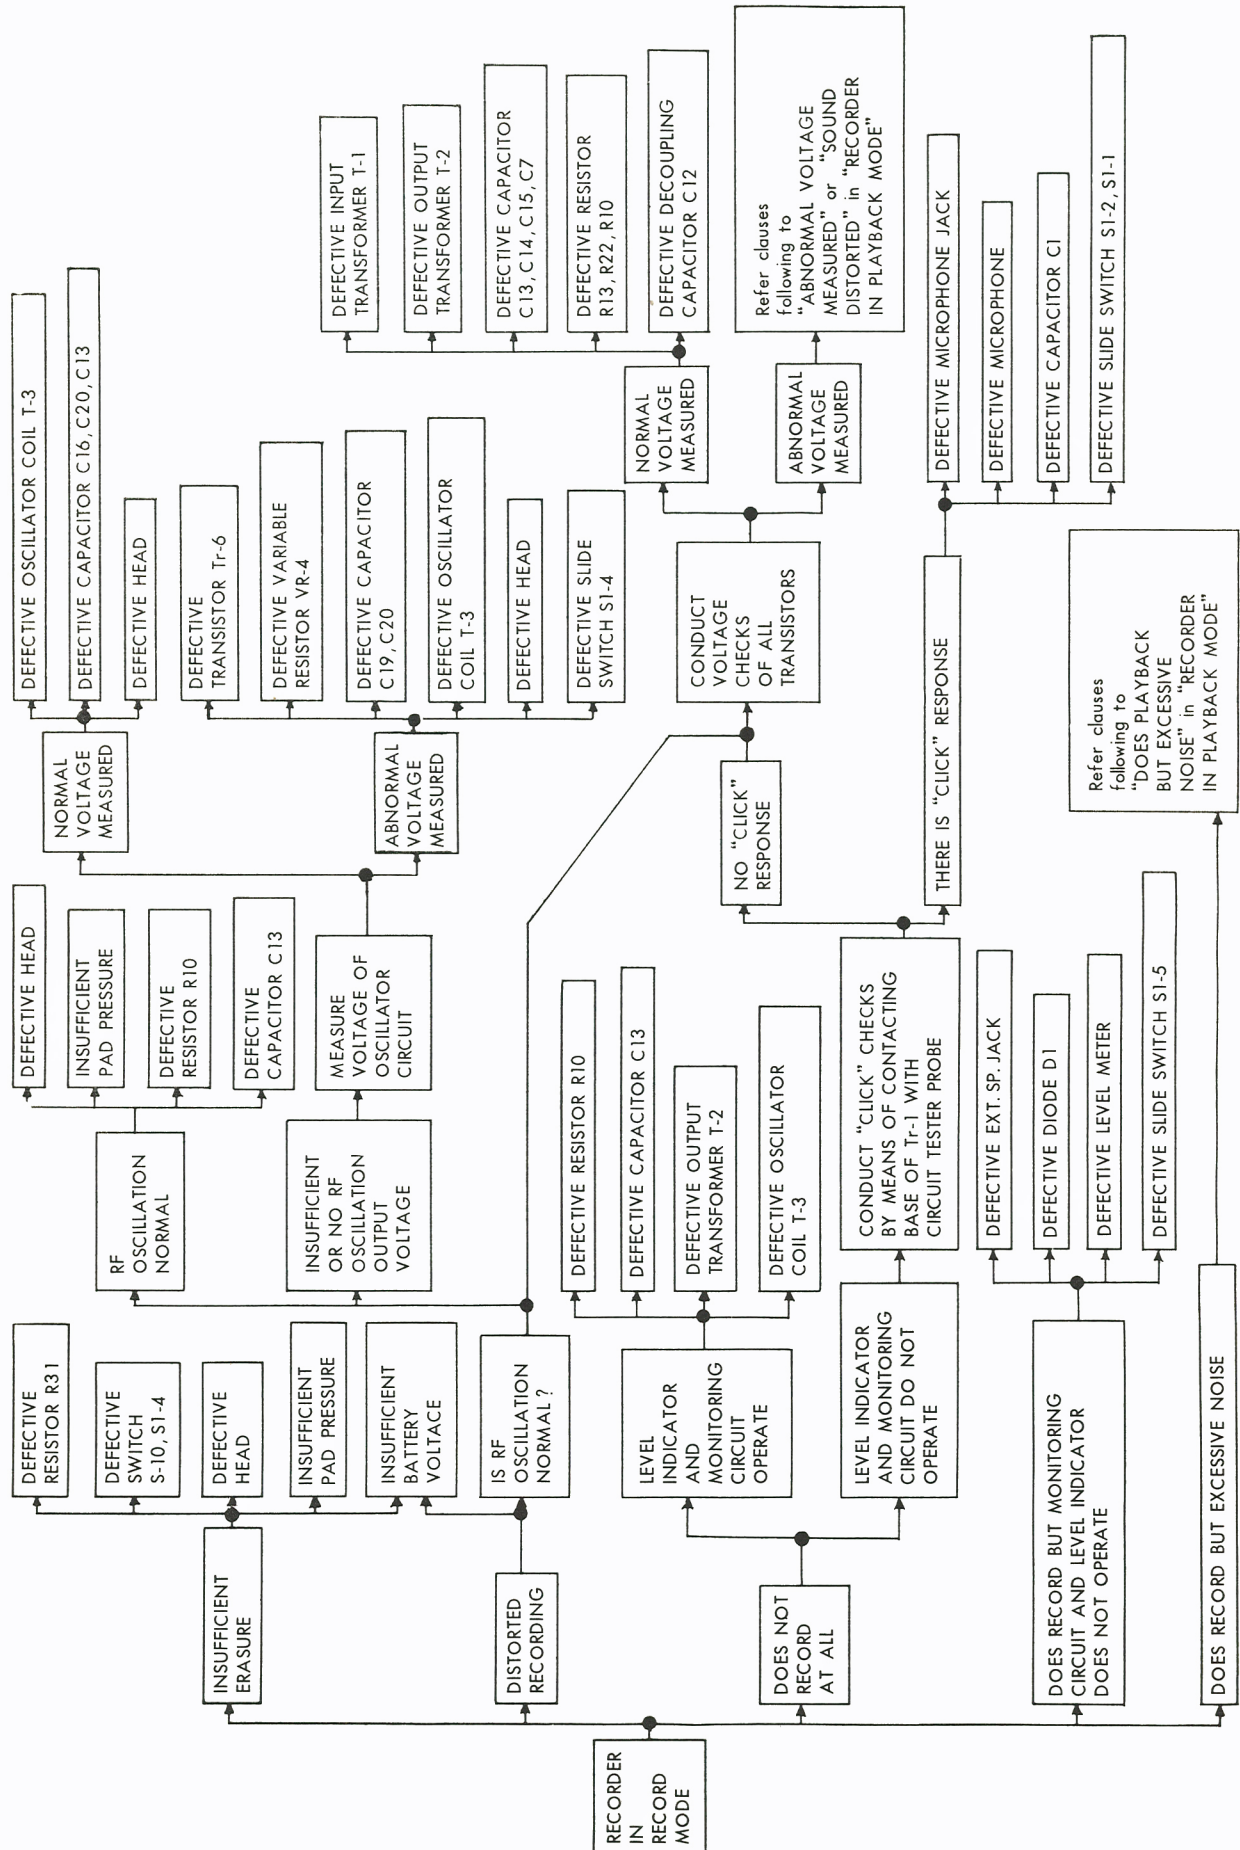 RECORDER
IN
RECORD
MODE
INSUFFICIENT
ERASURE
DEFECTIVE
RESISTOR R31
DEFECTIVE
SWITCH
S-10, S1-4
DEFECTIVE
HEAD
INSUFFICIENT
PAD PRESSURE
INSUFFICIENT
BATTERY
VOLTAGE
DISTORTED
RECORDING
IS RF
OSCILLATION
NORMAL?
RF
OSCILLATION
NORMAL
DEFECTIVE HEAD
INSUFFICIENT
PAD PRESSURE
DEFECTIVE
RESISTOR R10
DEFECTIVE
CAPACITOR C13
INSUFFICIENT
OR NO RF
OSCILLATION
OUTPUT
VOLTAGE
MEASURE
VOLTAGE OF
OSCILLATOR
CIRCUIT
NORMAL
VOLTAGE
MEASURED
DEFECTIVE OSCILLATOR COIL T-3
DEFECTIVE CAPACITOR C16, C20, C13
DEFECTIVE HEAD
ABNORMAL
VOLTAGE
MEASURED
DEFECTIVE
TRANSISTOR Tr-6
DEFECTIVE VARIABLE
RESISTOR VR-4
DEFECTIVE CAPACITOR
C19, C20
DEFECTIVE OSCILLATOR
COIL T-3
DEFECTIVE HEAD
DEFECTIVE SLIDE
SWITCH S1-4
DOES NOT
RECORD
AT ALL
LEVEL
INDICATOR
AND
MONITORING
CIRCUIT
OPERATE
DEFECTIVE RESISTOR R10
DEFECTIVE CAPACITOR C13
DEFECTIVE OUTPUT
TRANSFORMER T-2
DEFECTIVE OSCILLATOR
COIL T-3
LEVEL INDICATOR
AND MONITORING
CIRCUIT DO NOT
OPERATE
CONDUCT “CLICK” CHECKS
BY MEANS OF CONTACTING
BASE OF Tr-1 WITH
CIRCUIT TESTER PROBE
NO “CLICK”
RESPONSE
CONDUCT
VOLTAGE
CHECKS
OF ALL
TRANSISTORS
NORMAL
VOLTAGE
MEASURED
DEFECTIVE INPUT
TRANSFORMER T-1
DEFECTIVE OUTPUT
TRANSFORMER T-2
DEFECTIVE CAPACITOR
C13, C14, C15, C7
DEFECTIVE RESISTOR
R13, R22, R10
DEFECTIVE DECOUPLING
CAPACITOR C12
ABNORMAL
VOLTAGE
MEASURED
Refer clauses
following to
“ABNORMAL VOLTAGE
MEASURED” or “SOUND
DISTORTED” in “RECORDER
IN PLAYBACK MODE”
THERE IS “CLICK” RESPONSE
DEFECTIVE MICROPHONE JACK
DEFECTIVE MICROPHONE
DEFECTIVE CAPACITOR C1
DEFECTIVE SLIDE SWITCH S1-2, S1-1
DOES RECORD BUT MONITORING
CIRCUIT AND LEVEL INDICATOR
DOES NOT OPERATE
DEFECTIVE EXT. SP. JACK
DEFECTIVE DIODE D1
DEFECTIVE LEVEL METER
DEFECTIVE SLIDE SWITCH S1-5
DOES RECORD BUT EXCESSIVE NOISE
Refer clauses
following to
“DOES PLAYBACK
BUT EXCESSIVE
NOISE” in “RECORDER
IN PLAYBACK MODE”